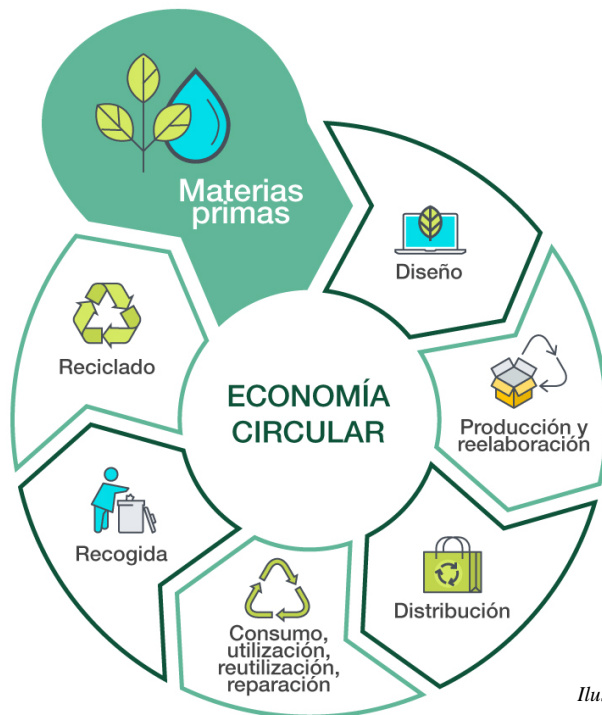 Materias
primas
Diseño
Producción y
reelaboración
Distribución
Consumo,
utilización,
reutilización,
reparación
Recogida
Reciclado
ECONOMÍA
CIRCULAR